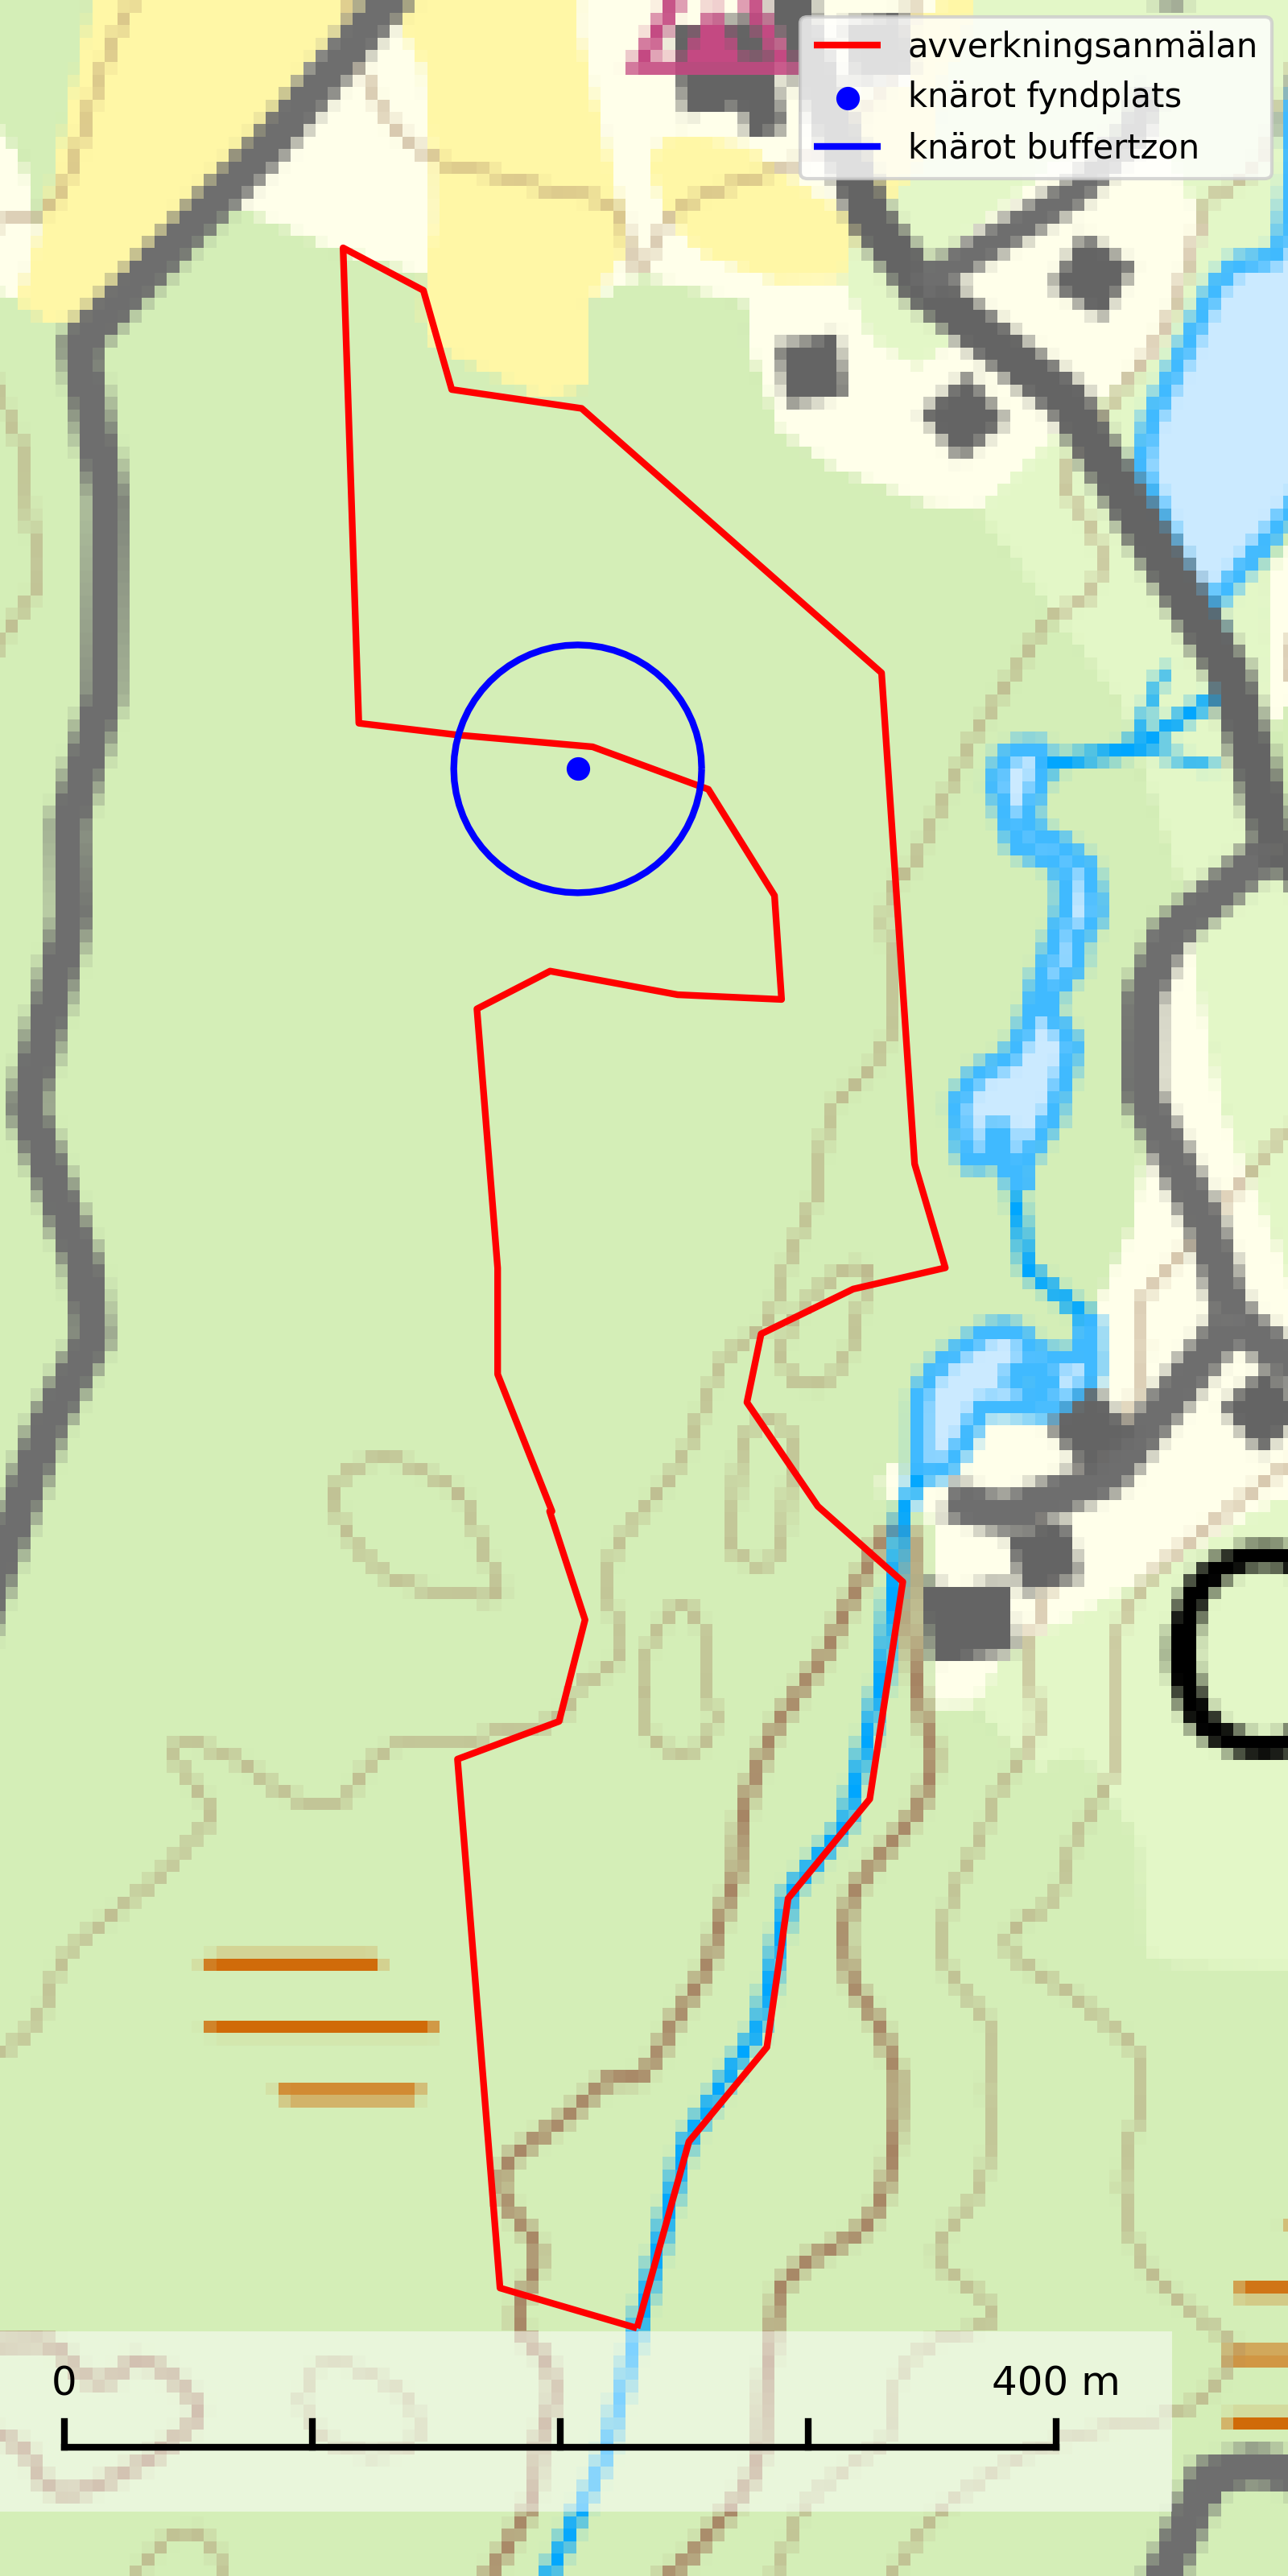 avverkningsanmälan
knärot fyndplats
knärot buffertzon
0 400 m